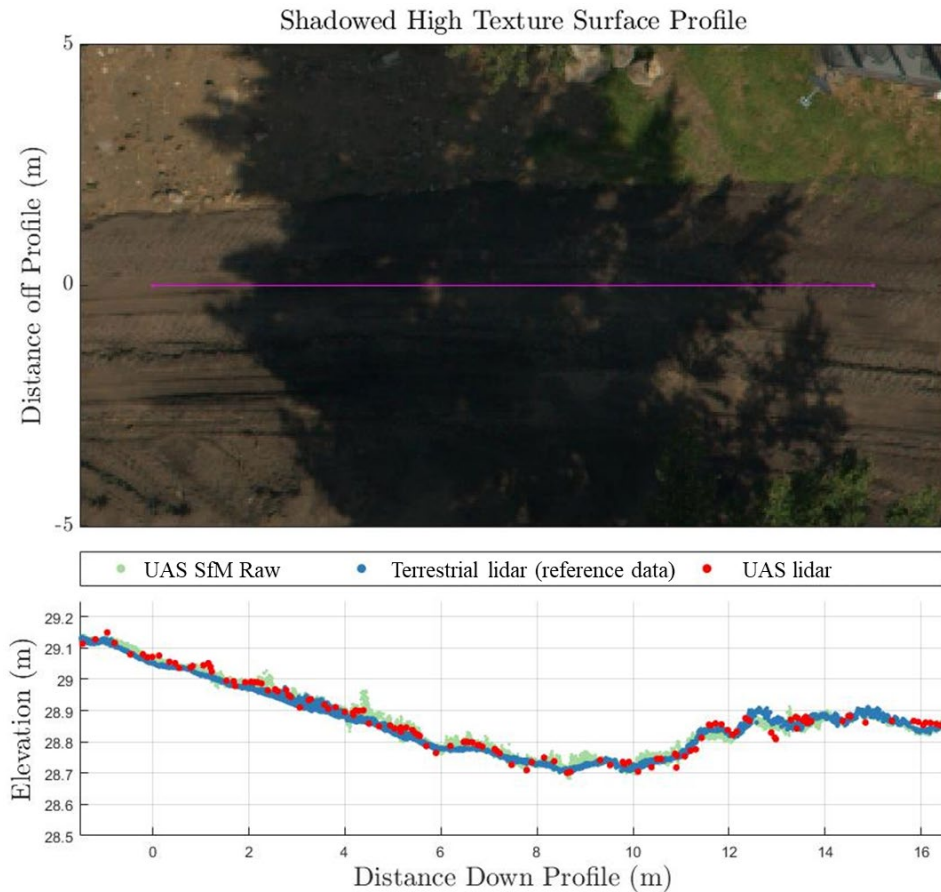 Shadowed High Texture Surface Profile
5
Distance off Profile (m)
0
-5
UAS SfM Raw Terrestrial lidar (reference data) UAS lidar
29.2
29.1
29
28.9
28.8
28.7
28.6
28.5
Elevation (m)
0 2 4 6 8 10 12 14 16
Distance Down Profile (m)